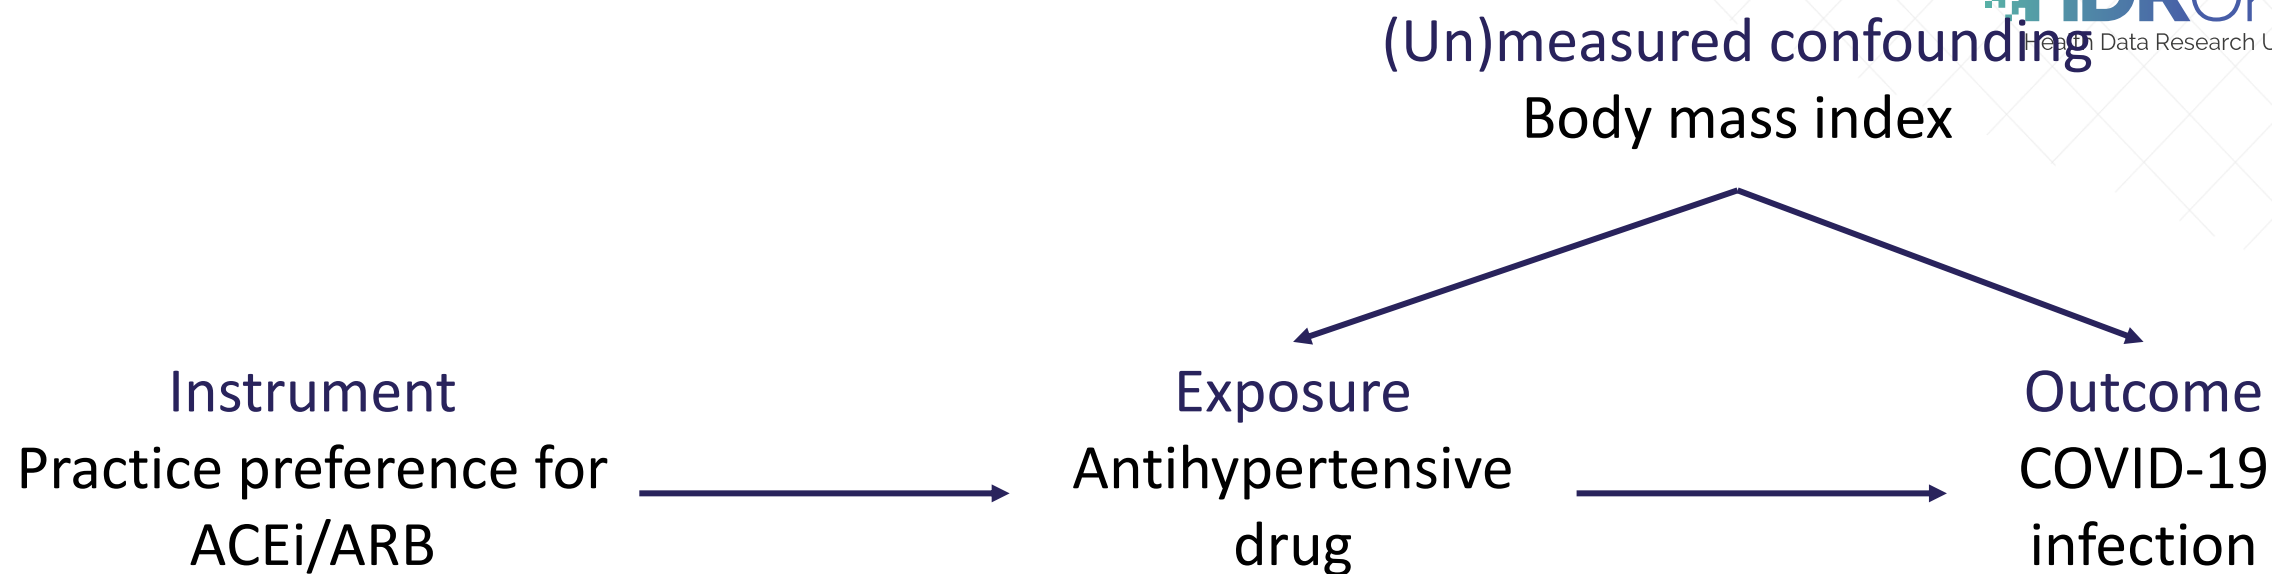 (Un)measured confounding
Health Data Research
Body mass index
Instrument
Practice preference for
ACEi/ARB
Exposure
Antihypertensive
drug
Outcome
COVID-19
infection